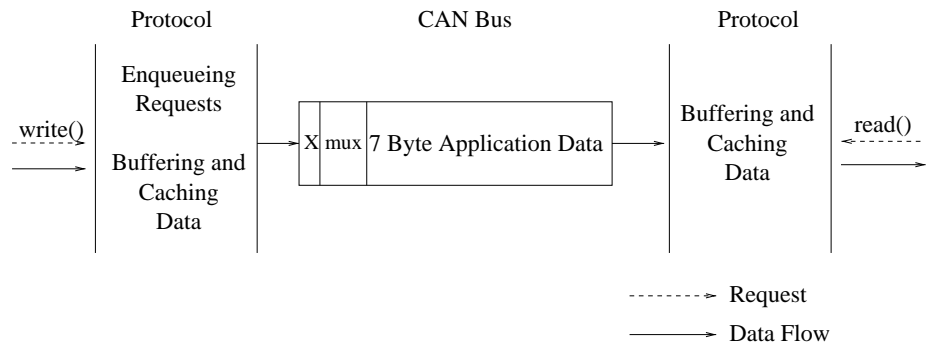 Protocol
CAN Bus
Protocol
Enqueueing
Requests
write()
Buffering and
Caching
Data
X mux 7 Byte Application Data
Buffering and
Caching
Data
read()
Request
Data Flow